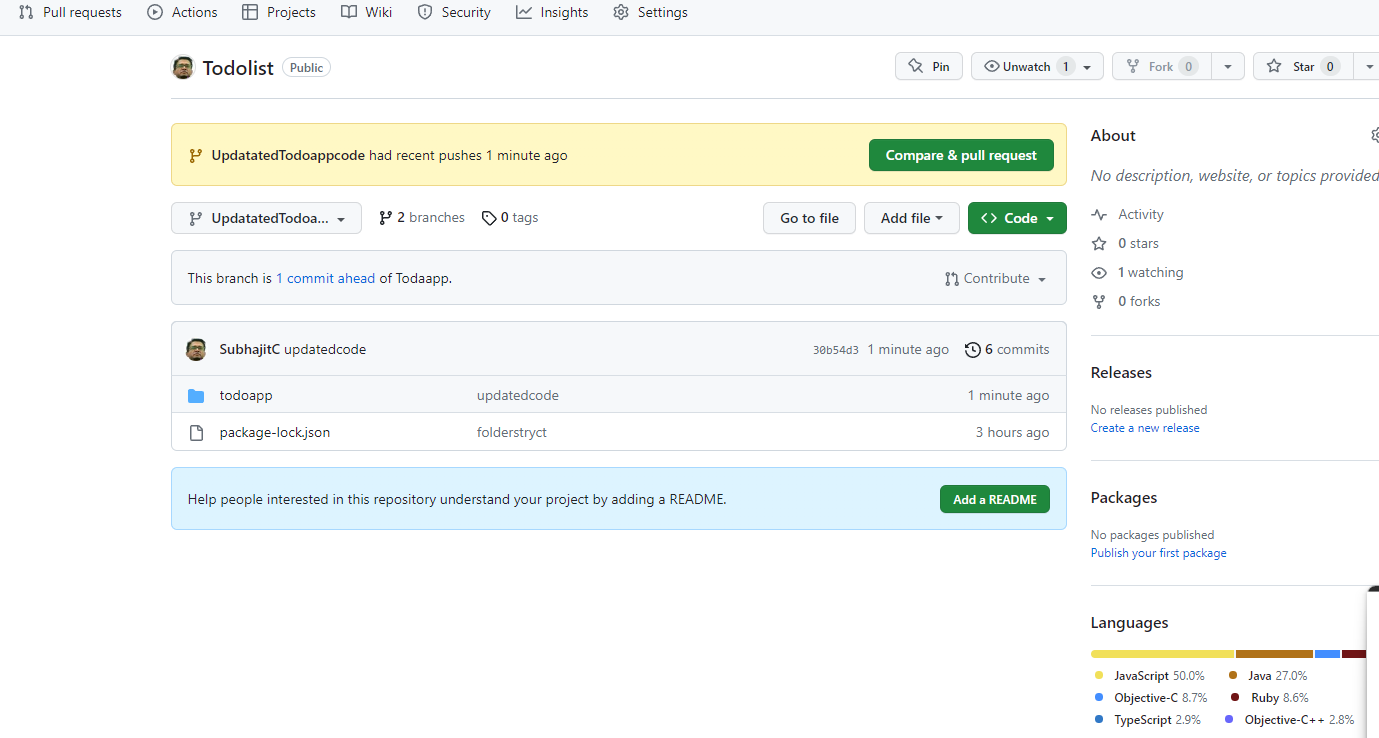 Pull requests Actions Projects Wiki Security Insights Settings
Todolist Public Pin Unwatch 1 Fork 0 Star 0
UpdatatedTodoappcode had recent pushes 1 minute ago Compare & pull request
UpdatatedTodoa... 2 branches 0 tags Go to file Add file Code
This branch is 1 commit ahead of Todaapp. Contribute
SubhajitC updatedcode 30b54d3 1 minute ago 6 commits
todoapp updatedcode 1 minute ago
package-lock.json folderstryct 3 hours ago
Help people interested in this repository understand your project by adding a README. Add a README
About
No description, website, or topics provided
Activity
0 stars
1 watching
0 forks
Releases
No releases published
Create a new release
Packages
No packages published
Publish your first package
Languages
JavaScript 50.0% Java 27.0%
Objective-C 8.7% Ruby 8.6%
TypeScript 2.9% Objective-C++ 2.8%